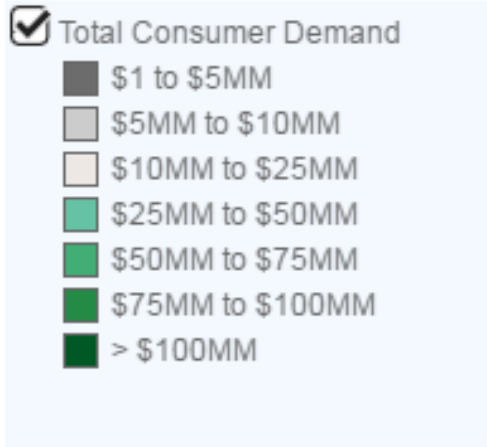 Total Consumer Demand
$1 to $5MM
$5MM to $10MM
$10MM to $25MM
$25MM to $50MM
$50MM to $75MM
$75MM to $100MM
> $100MM